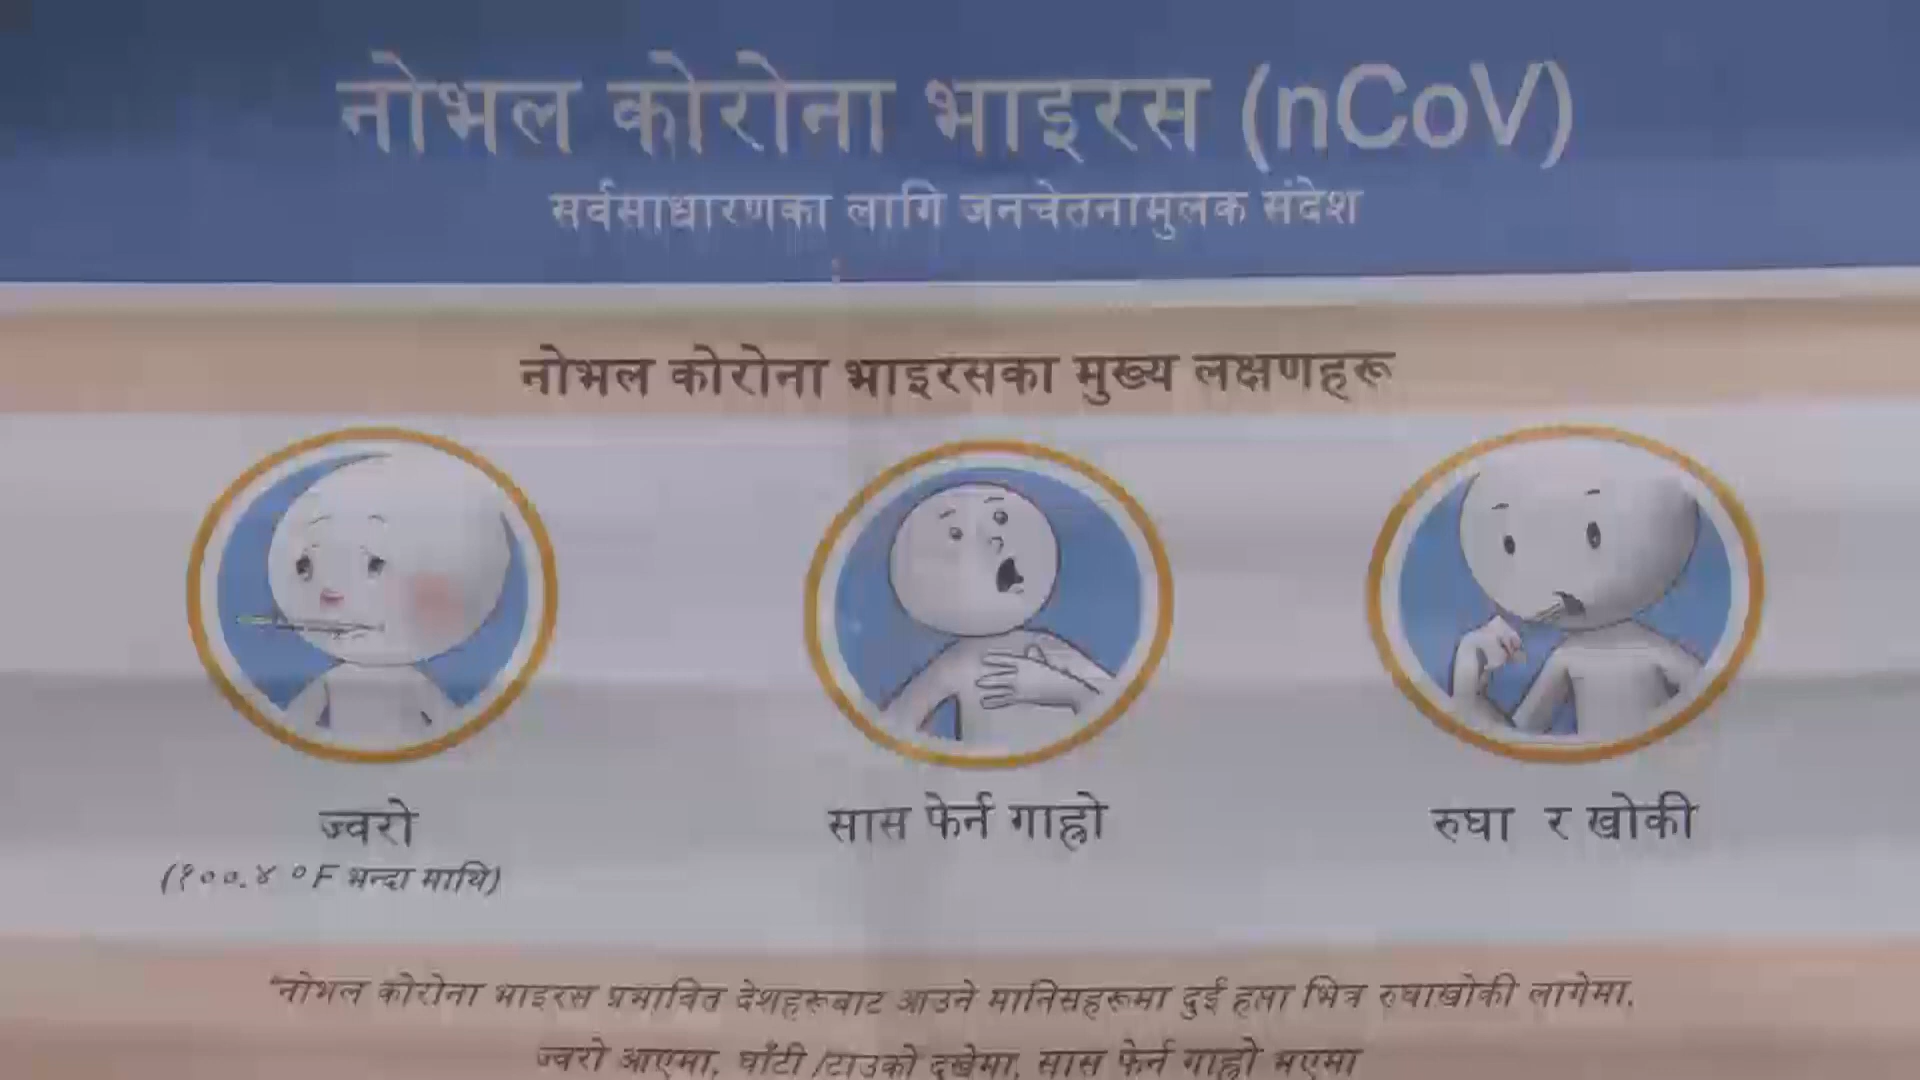 नोभल कोरोना भाइरस (nCoV)
सर्वसाधारणका लागि जनचेतनामुलक संदेश
नोभल कोरोना भाइरसका मुख्य लक्षणहरू
ज्वरो
सास फेर्न गाह्रो
रुघा र खोकी
(१००.४ ०F भन्दा माथि)
"नोभल कोरोना भाइरस प्रभावित देशहरूबाट आउने मानिसहरूमा दुई हप्ता भित्र रुघाखोकी लागेमा,
ज्वरो आएमा, घाँटी /टाउको दुखेमा, सास फेर्न गाह्रो भएमा